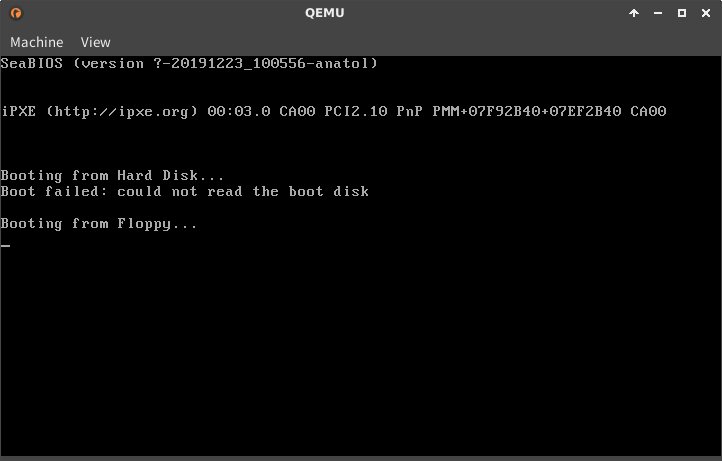 QEMU
Machine View
SeaBIOS (version ?-20191223_100556-anatol)
iPXE (http://ipxe.org) 00:03.0 CA00 PCI2.10 PnP PMM+07F92B40+07EF2B40 CA00
Booting from Hard Disk...
Boot failed: could not read the boot disk
Booting from Floppy...
_